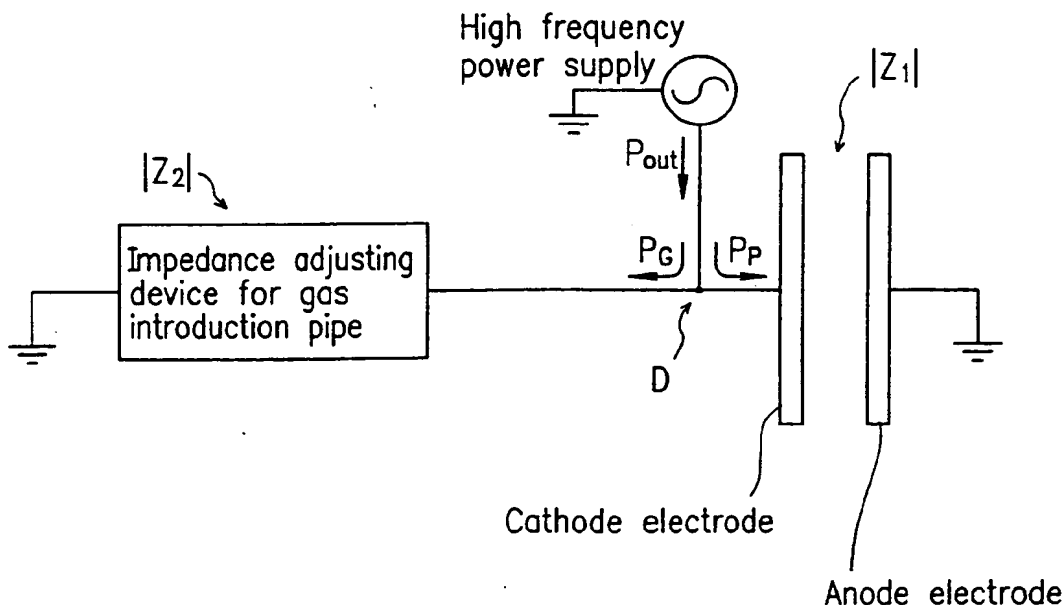 High frequency
power supply
|Z1|
Pout
|Z2|
PG
PP
Impedance adjusting
device for gas
introduction pipe
D
Cathode electrode
Anode electrode